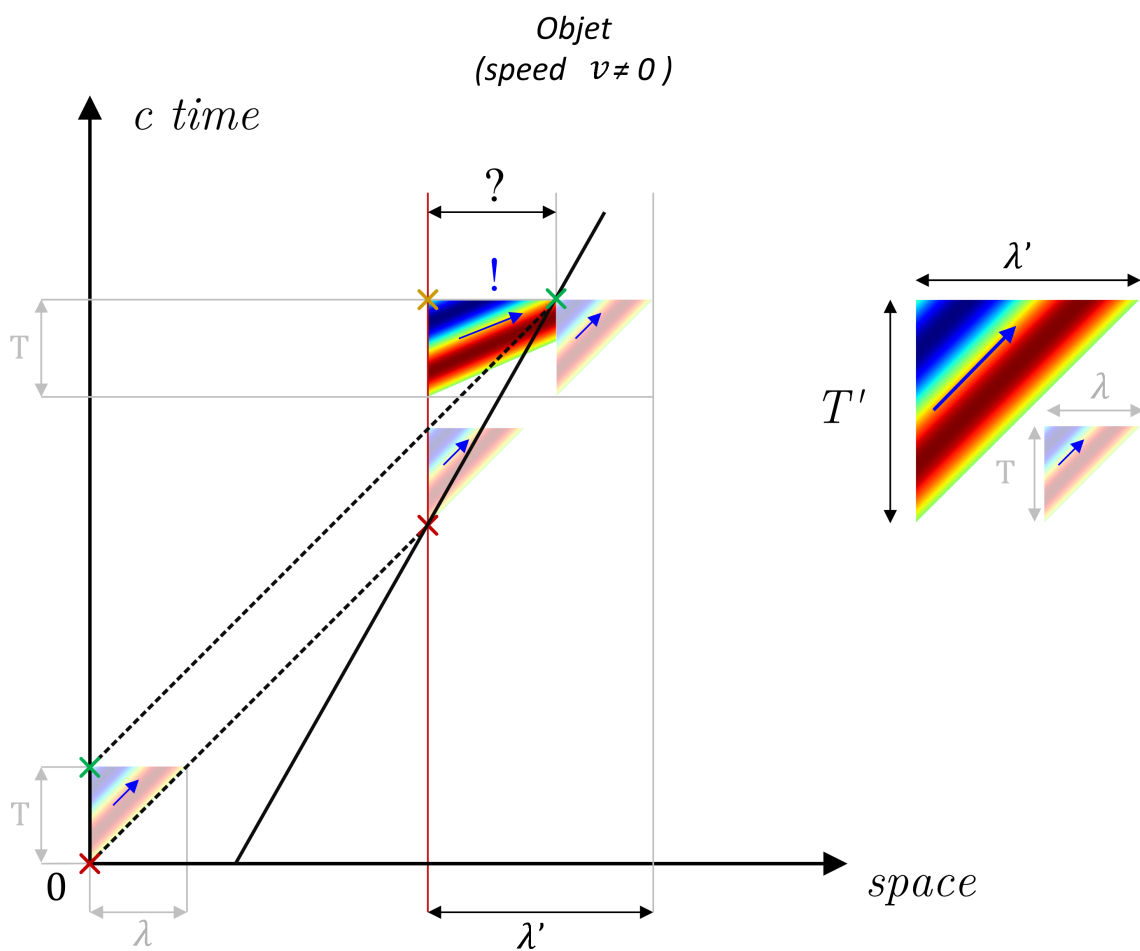 Objet
(speed v ≠ 0 )
c time
?
!
λ'
T
T'
λ
T
T
0
space
λ
λ'